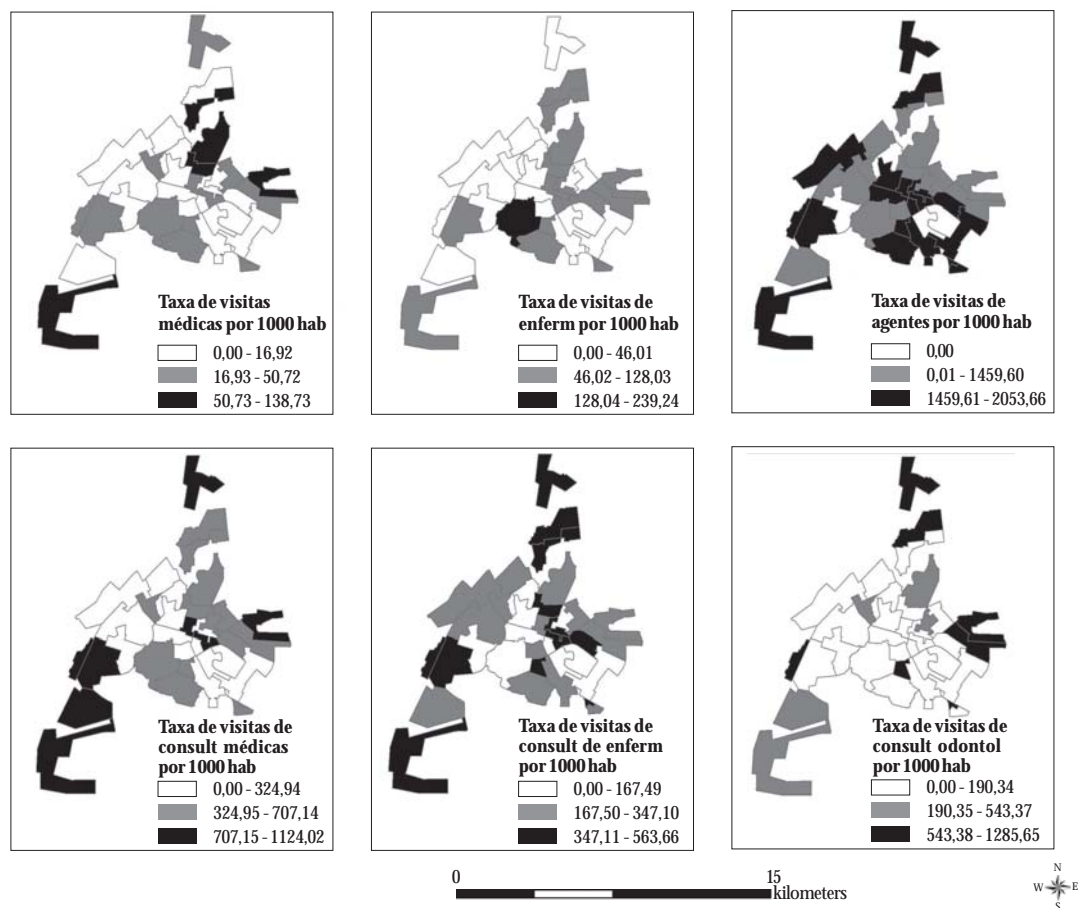 Taxa de visitas
médicas por 1000 hab
0,00 - 16,92
16,93 - 50,72
50,73 - 138,73
Taxa de visitas de
enferm por 1000 hab
0,00 - 46,01
46,02 - 128,03
128,04 - 239,24
Taxa de visitas de
agentes por 1000 hab
0,00
0,01 - 1459,60
1459,61 - 2053,66
Taxa de visitas de
consult médicas
por 1000 hab
0,00 - 324,94
324,95 - 707,14
707,15 - 1124,02
Taxa de visitas de
consult de enferm
por 1000 hab
0,00 - 167,49
167,50 - 347,10
347,11 - 563,66
Taxa de visitas de
consult odontol
por 1000 hab
0,00 - 190,34
190,35 - 543,37
543,38 - 1285,65
0 15
kilometers
N
W E
S